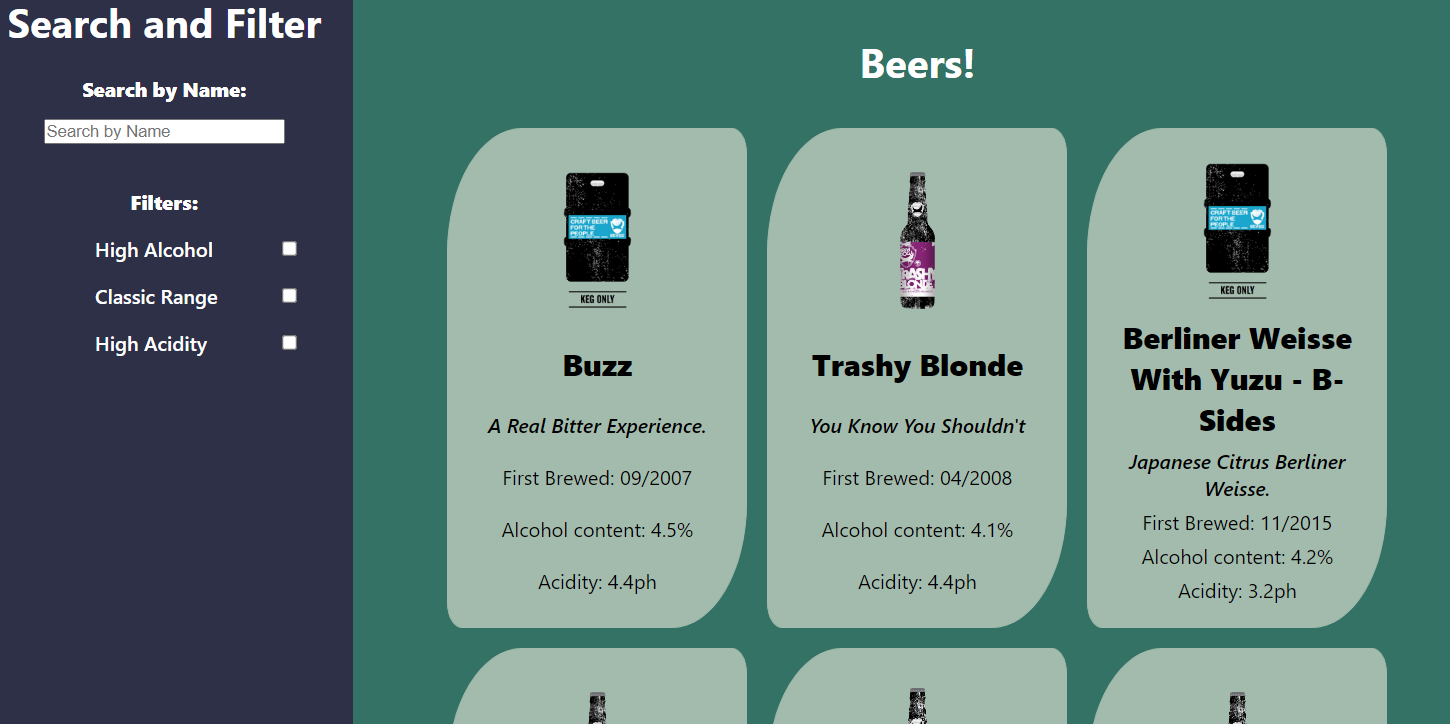 Search and Filter
Search by Name:
Search by Name
Filters:
High Alcohol
Classic Range
High Acidity
Beers!
CRAFT BEER
FOR THE
PEOPLE
KEG ONLY
Buzz
A Real Bitter Experience.
First Brewed: 09/2007
Alcohol content: 4.5%
Acidity: 4.4ph
TRASHY
BLONDE
Trashy Blonde
You Know You Shouldn't
First Brewed: 04/2008
Alcohol content: 4.1%
Acidity: 4.4ph
CRAFT BEER
FOR THE
PEOPLE
KEG ONLY
Berliner Weisse
With Yuzu - B-
Sides
Japanese Citrus Berliner
Weisse.
First Brewed: 11/2015
Alcohol content: 4.2%
Acidity: 3.2ph